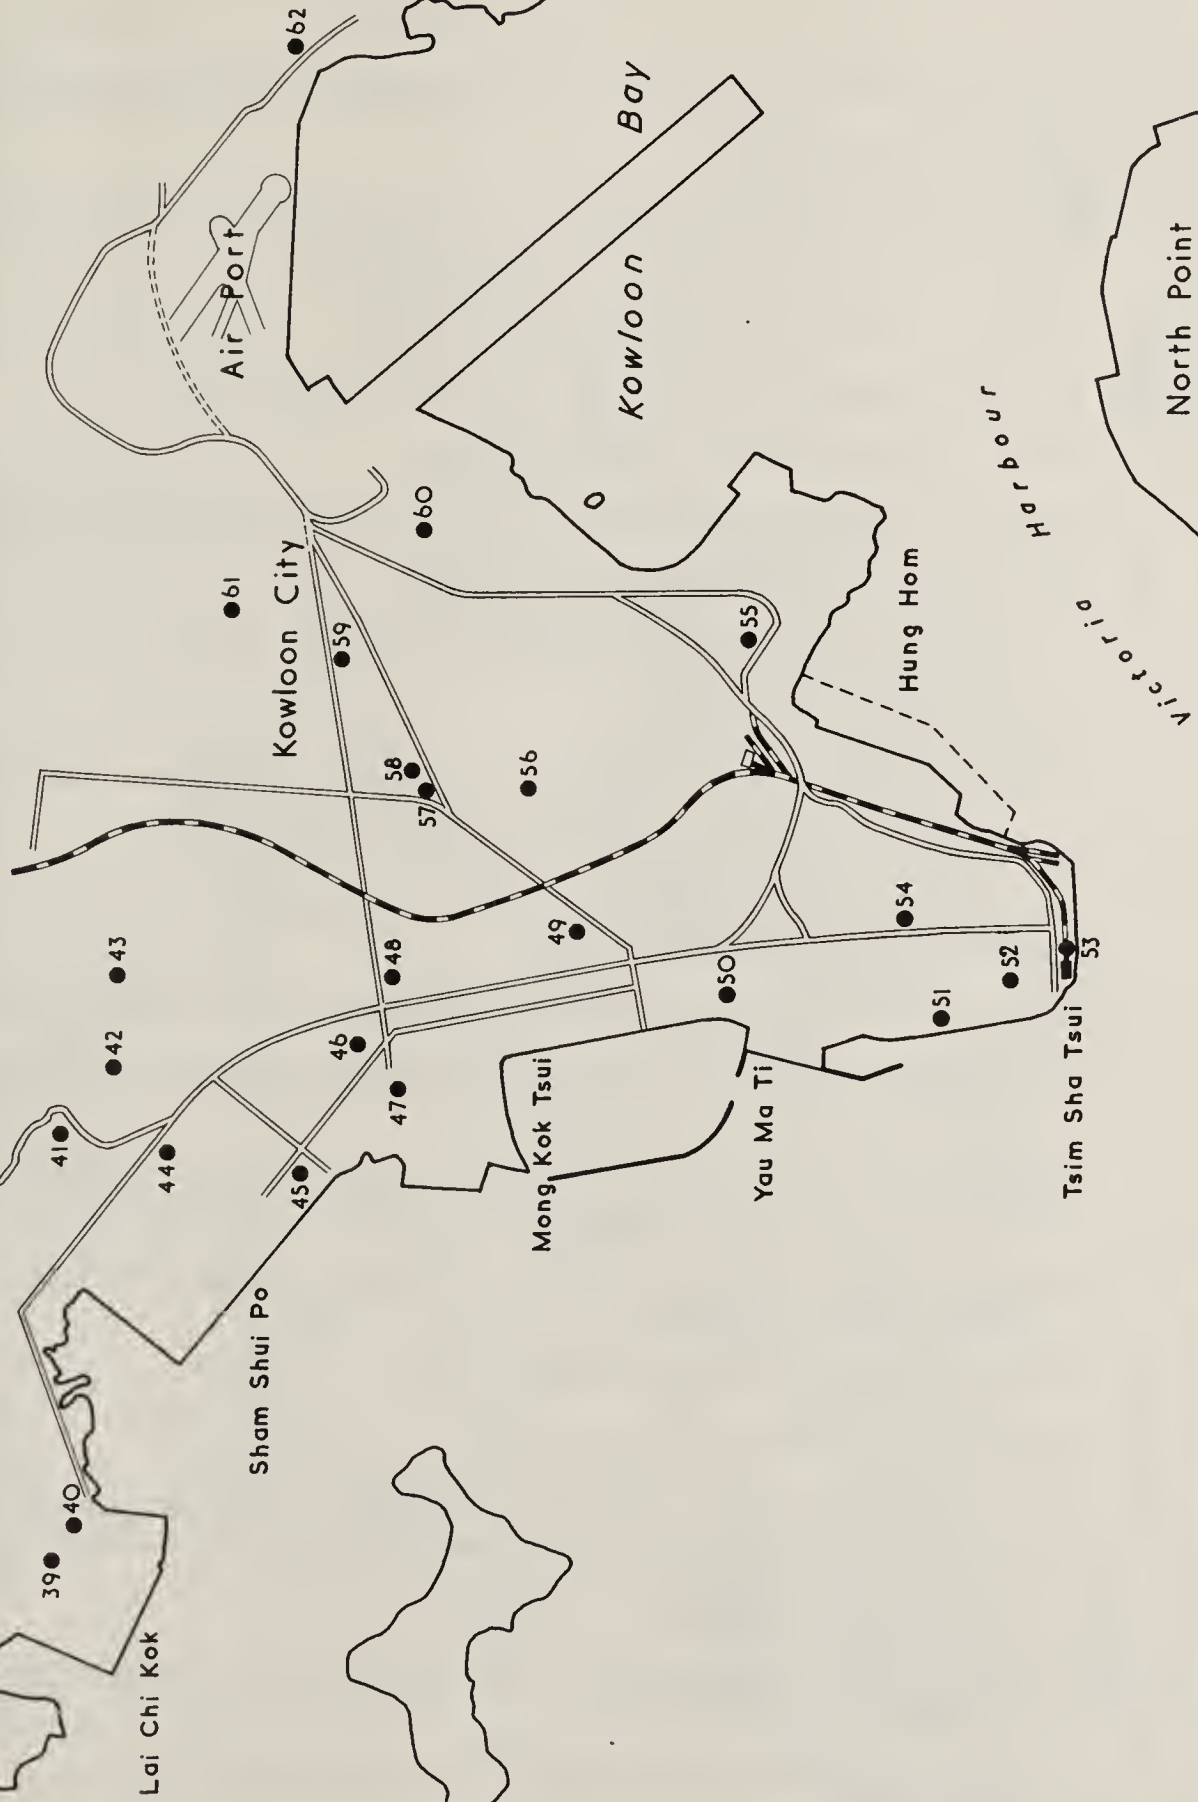 Lai Chi Kok
Sham Shui Po
Mong Kok Tsui
Yau Ma Ti
Tsim Sha Tsui
Hung Hom
Kowloon City
Air Port
Kowloon Bay
Victoria Harbour
North Point
39
40
41
42
43
44
45
46
47
48
49
50
51
52
53
54
55
56
57
58
59
60
61
62